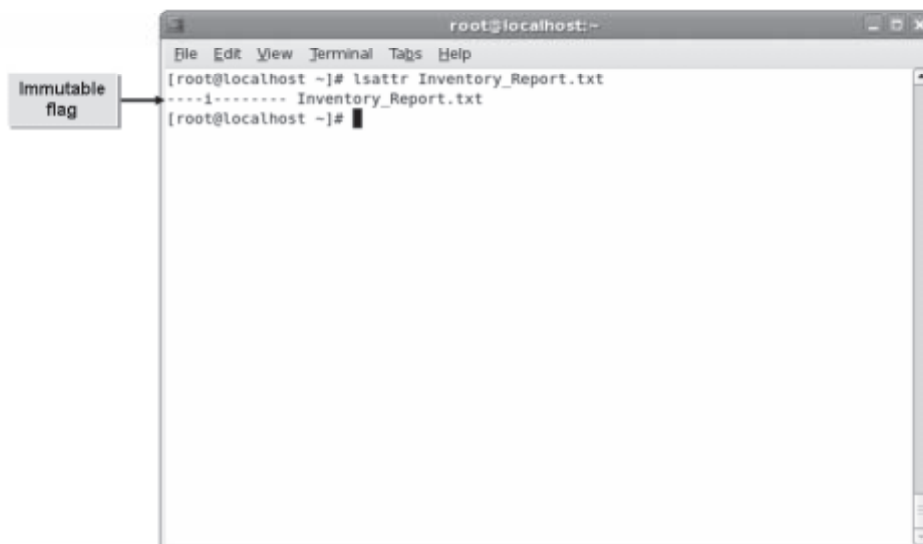 root@localhost:~
File Edit View Terminal Tabs Help
Immutable
flag
[root@localhost ~]# lsattr Inventory_Report.txt
----i-------- Inventory_Report.txt
[root@localhost ~]#